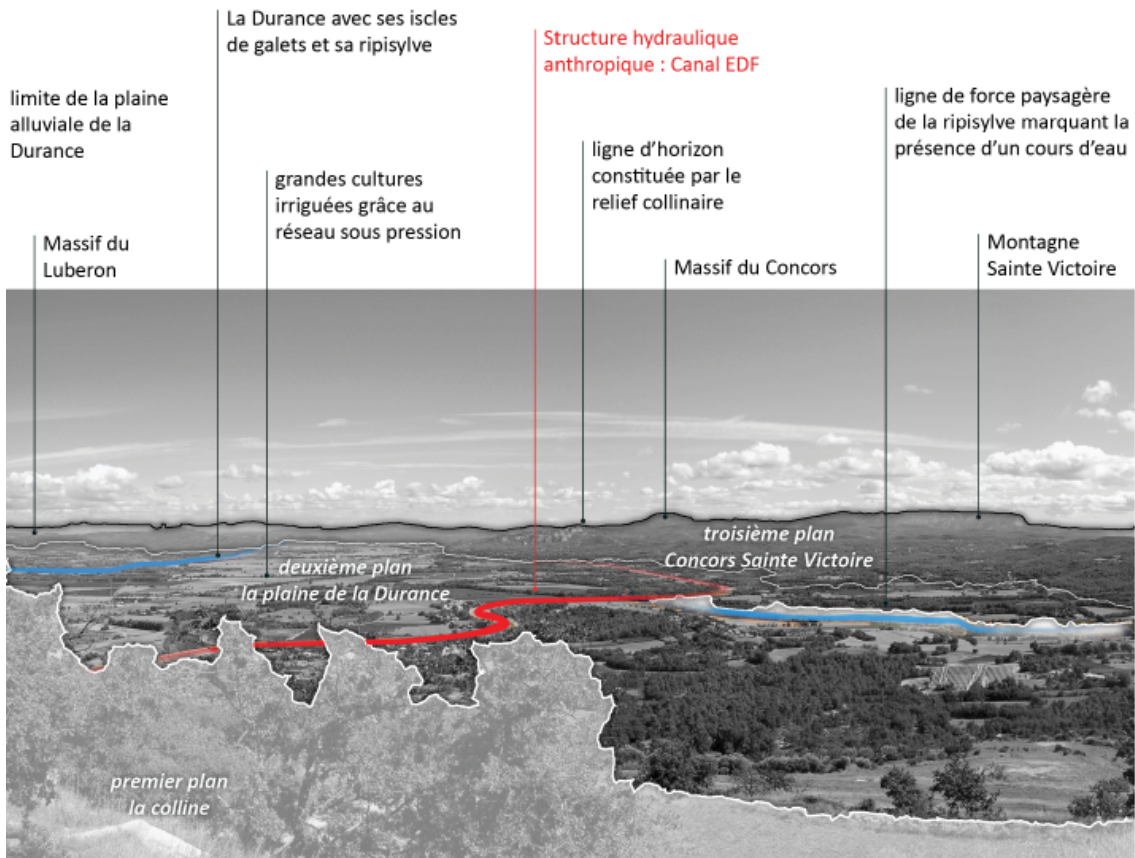 La Durance avec ses iscles
de galets et sa ripisylve
Structure hydraulique
anthropique : Canal EDF
limite de la plaine
alluviale de la
Durance
ligne de force paysagère
de la ripisylve marquant la
présence d'un cours d'eau
ligne d'horizon
constituée par le
relief collinaire
grandes cultures
irriguées grâce au
réseau sous pression
Massif du
Luberon
Massif du Concors
Montagne
Sainte Victoire
troisième plan
Concors Sainte Victoire
deuxième plan
la plaine de la Durance
premier plan
la colline